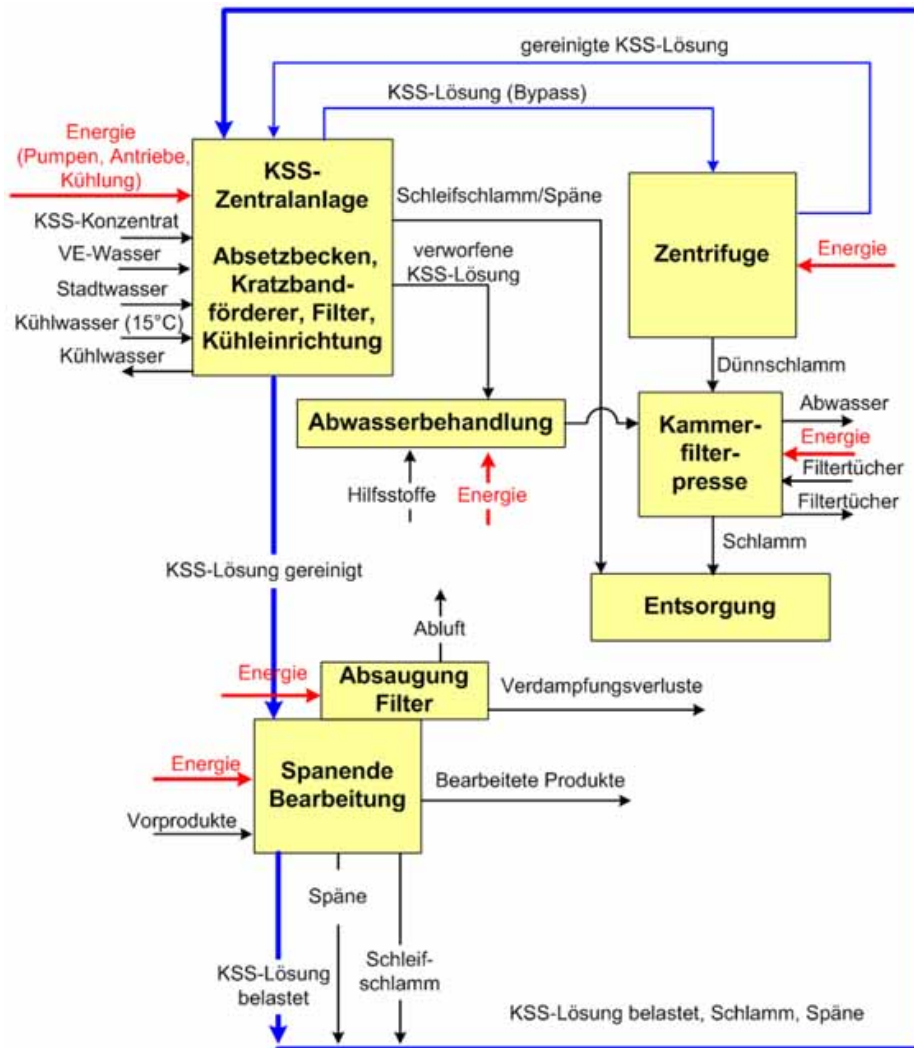 gereinigte KSS-Lösung
KSS-Lösung (Bypass)
Energie
(Pumpen, Antriebe,
Kühlung)
KSS-Konzentrat
VE-Wasser
Stadtwasser
Kühlwasser (15°C)
Kühlwasser
KSS-
Zentralanlage
Absetzbecken,
Kratzband-
förderer, Filter,
Kühleinrichtung
Schleifschlamm/Späne
verworfene
KSS-Lösung
Zentrifuge
Energie
Dünnschlamm
Abwasserbehandlung
Hilfsstoffe
Energie
Kammer-
filter-
presse
Abwasser
Energie
Filtertücher
Filtertücher
Schlamm
Entsorgung
KSS-Lösung gereinigt
Abluft
Energie
Absaugung
Filter
Verdampfungsverluste
Energie
Vorprodukte
Spanende
Bearbeitung
Bearbeitete Produkte
Späne
KSS-Lösung
belastet
Schleif-
schlamm
KSS-Lösung belastet, Schlamm, Späne